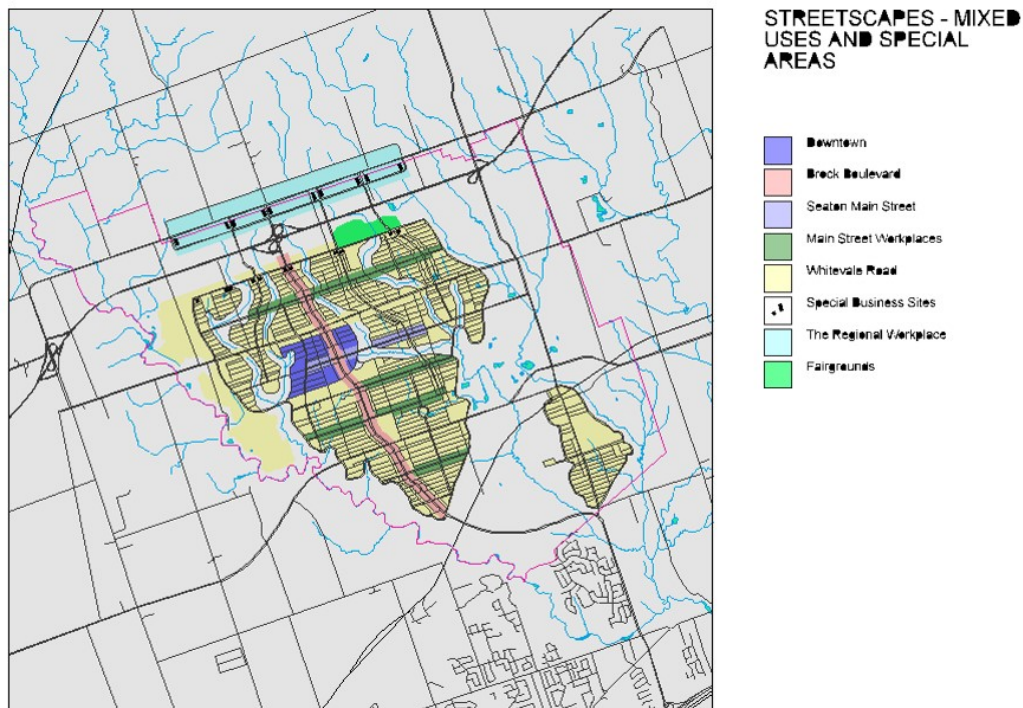 STREETSCAPES - MIXED
USES AND SPECIAL
AREAS
Downtown
Brock Boulevard
Seaton Main Street
Main Street Workplaces
Whitevale Road
Special Business Sites
The Regional Workplace
Fairgrounds